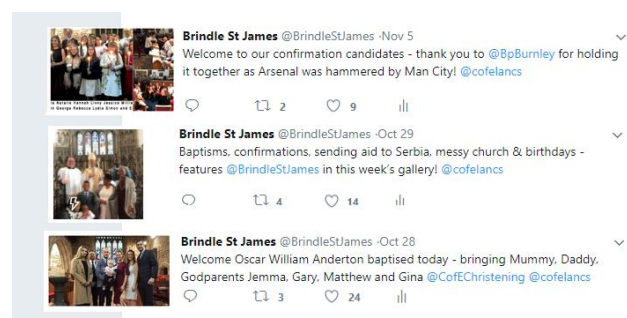 Brindle St James @BrindleStJames · Nov 5
Welcome to our confirmation candidates - thank you to @BpBurnley for holding
it together as Arsenal was hammered by Man City! @cofelancs
2 9
Brindle St James @BrindleStJames · Oct 29
Baptisms, confirmations, sending aid to Serbia, messy church & birthdays -
features @BrindleStJames in this week's gallery! @cofelancs
4 14
Brindle St James @BrindleStJames · Oct 28
Welcome Oscar William Anderton baptised today - bringing Mummy, Daddy,
Godparents Jemma, Gary, Matthew and Gina @CofEChristening @cofelancs
3 24